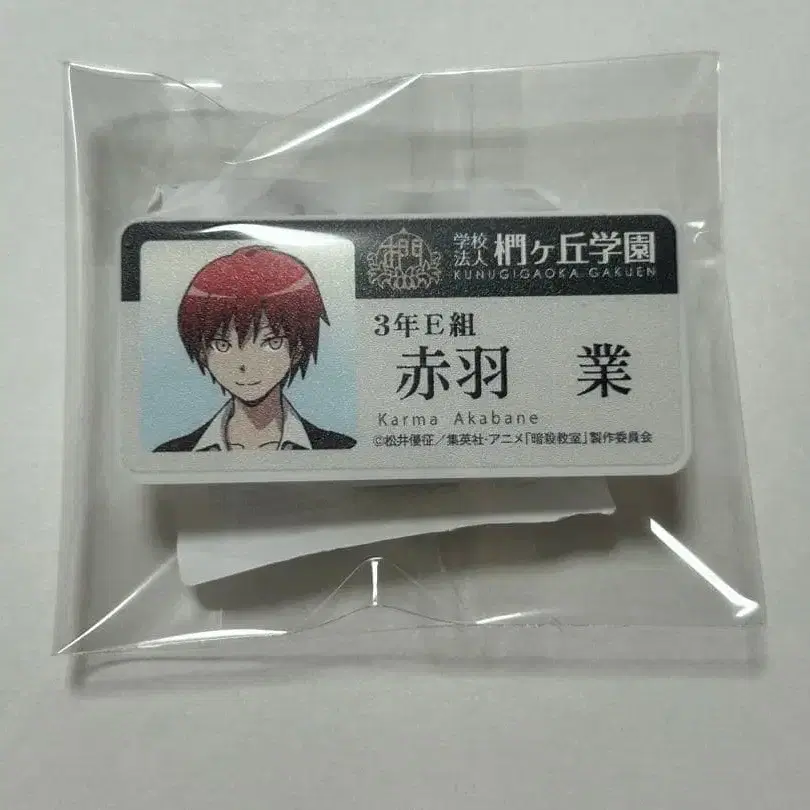 学校法人 椚ヶ丘学園
KUNUGIGAOKA GAKUEN
3年E組
赤羽 業
Karma Akabane
©松井優征／集英社・アニメ「暗殺教室」製作委員会